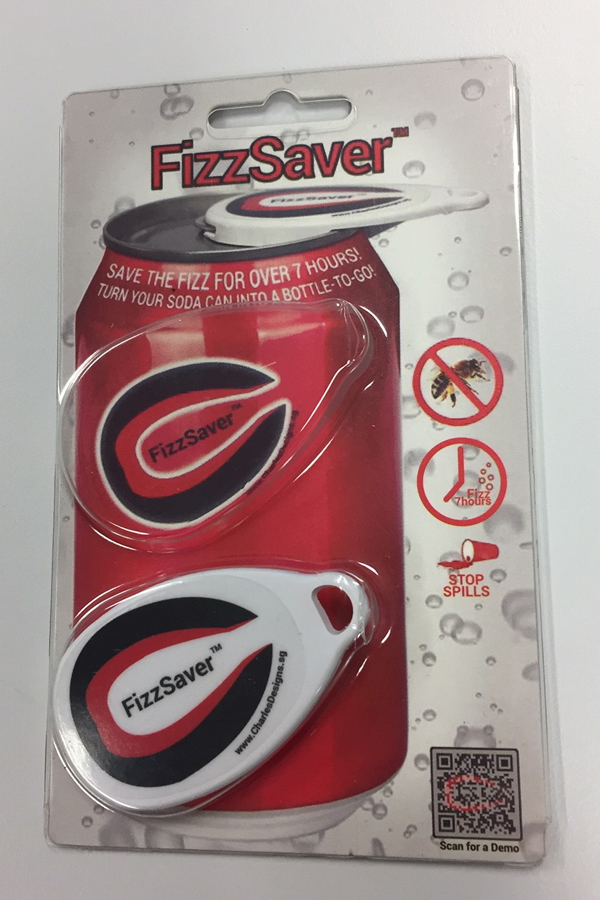 FizzSaver™
FizzSaver™
SAVE THE FIZZ FOR OVER 7 HOURS!
TURN YOUR SODA CAN INTO A BOTTLE-TO-GO!
FizzSaver™
Fizz
7hours
STOP
SPILLS
FizzSaver™
www.CharlesDesigns.sg
Scan for a Demo